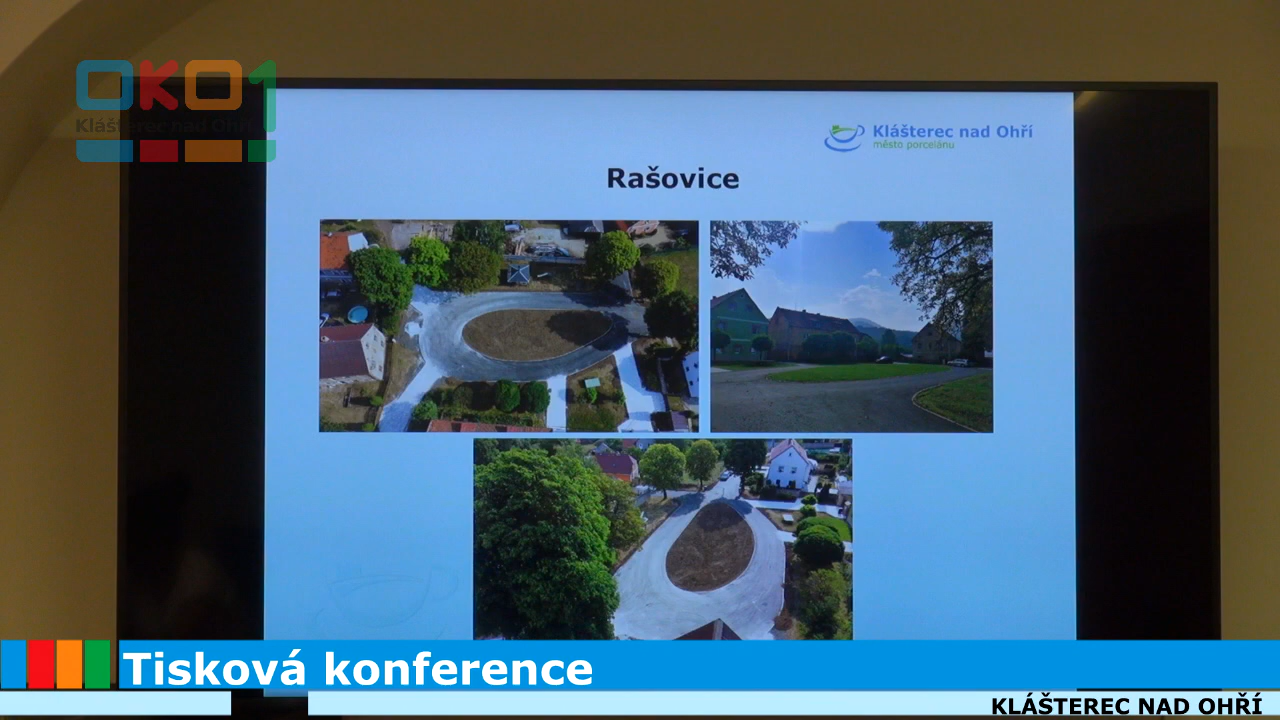 OKO1
Klášterec nad Ohří
Klášterec nad Ohří
město porcelánu
Rašovice
Tisková konference
KLÁŠTEREC NAD OHŘÍ